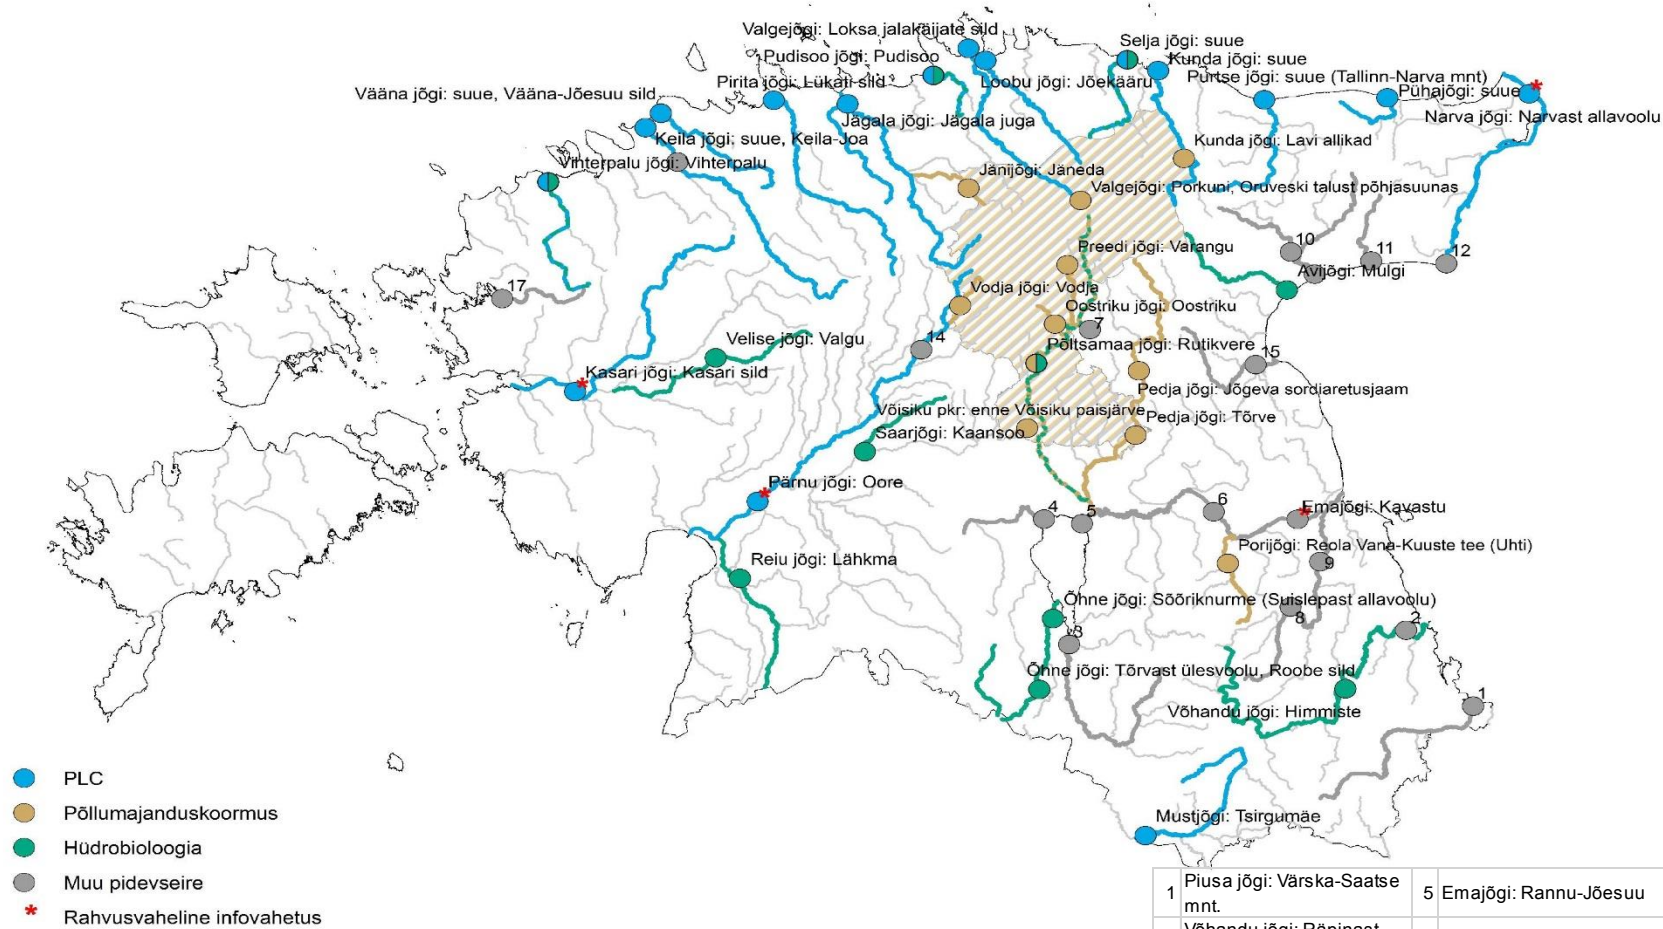 Valgejõgi: Loksa jalakäijate sild
Selja jõgi: suue
Pudisoo jõgi: Pudisoo
Kunda jõgi: suue
Pirita jõgi: Lükati sild
Loobu jõgi: Jõekääru
Purtse jõgi: suue (Tallinn-Narva mnt)
Vääna jõgi: suue, Vääna-Jõesuu sild
Pühajõgi: suue
*
Jägala jõgi: Jägala juga
Narva jõgi: Narvast allavoolu
Keila jõgi: suue, Keila-Joa
Kunda jõgi: Lavi allikad
Vihterpalu jõgi: Vihterpalu
Jänijõgi: Jäneda
Valgejõgi: Porkuni, Oruveski talust põhjasuunas
10
11
12
Preedi jõgi: Varangu
Avijõgi: Mulgi
17
Vodja jõgi: Vodja
Oostriku jõgi: Oostriku
7
14
Velise jõgi: Valgu
Põltsamaa jõgi: Rutikvere
15
*
Kasari jõgi: Kasari sild
Pedja jõgi: Jõgeva sordiaretusjaam
Võisiku pkr: enne Võisiku paisjärve
Pedja jõgi: Tõrve
Saarjõgi: Kaansoo
*
Pärnu jõgi: Oore
4
5
6
*
Emajõgi: Kavastu
Porijõgi: Reola Vana-Kuuste tee (Uhti)
Reiu jõgi: Lähkma
9
Õhne jõgi: Sööriknurme (Suislepast allavoolu)
8
2
3
Õhne jõgi: Tõrvast ülesvoolu, Roobe sild
1
Võhandu jõgi: Himmiste
PLC
Põllumajanduskoormus
Mustjõgi: Tsirgumäe
Hüdrobioloogia
Muu pidevseire
* Rahvusvaheline infovahetus
1 Piusa jõgi: Värska-Saatse mnt. 5 Emajõgi: Rannu-Jõesuu
Võhandu jõgi: Räpinast